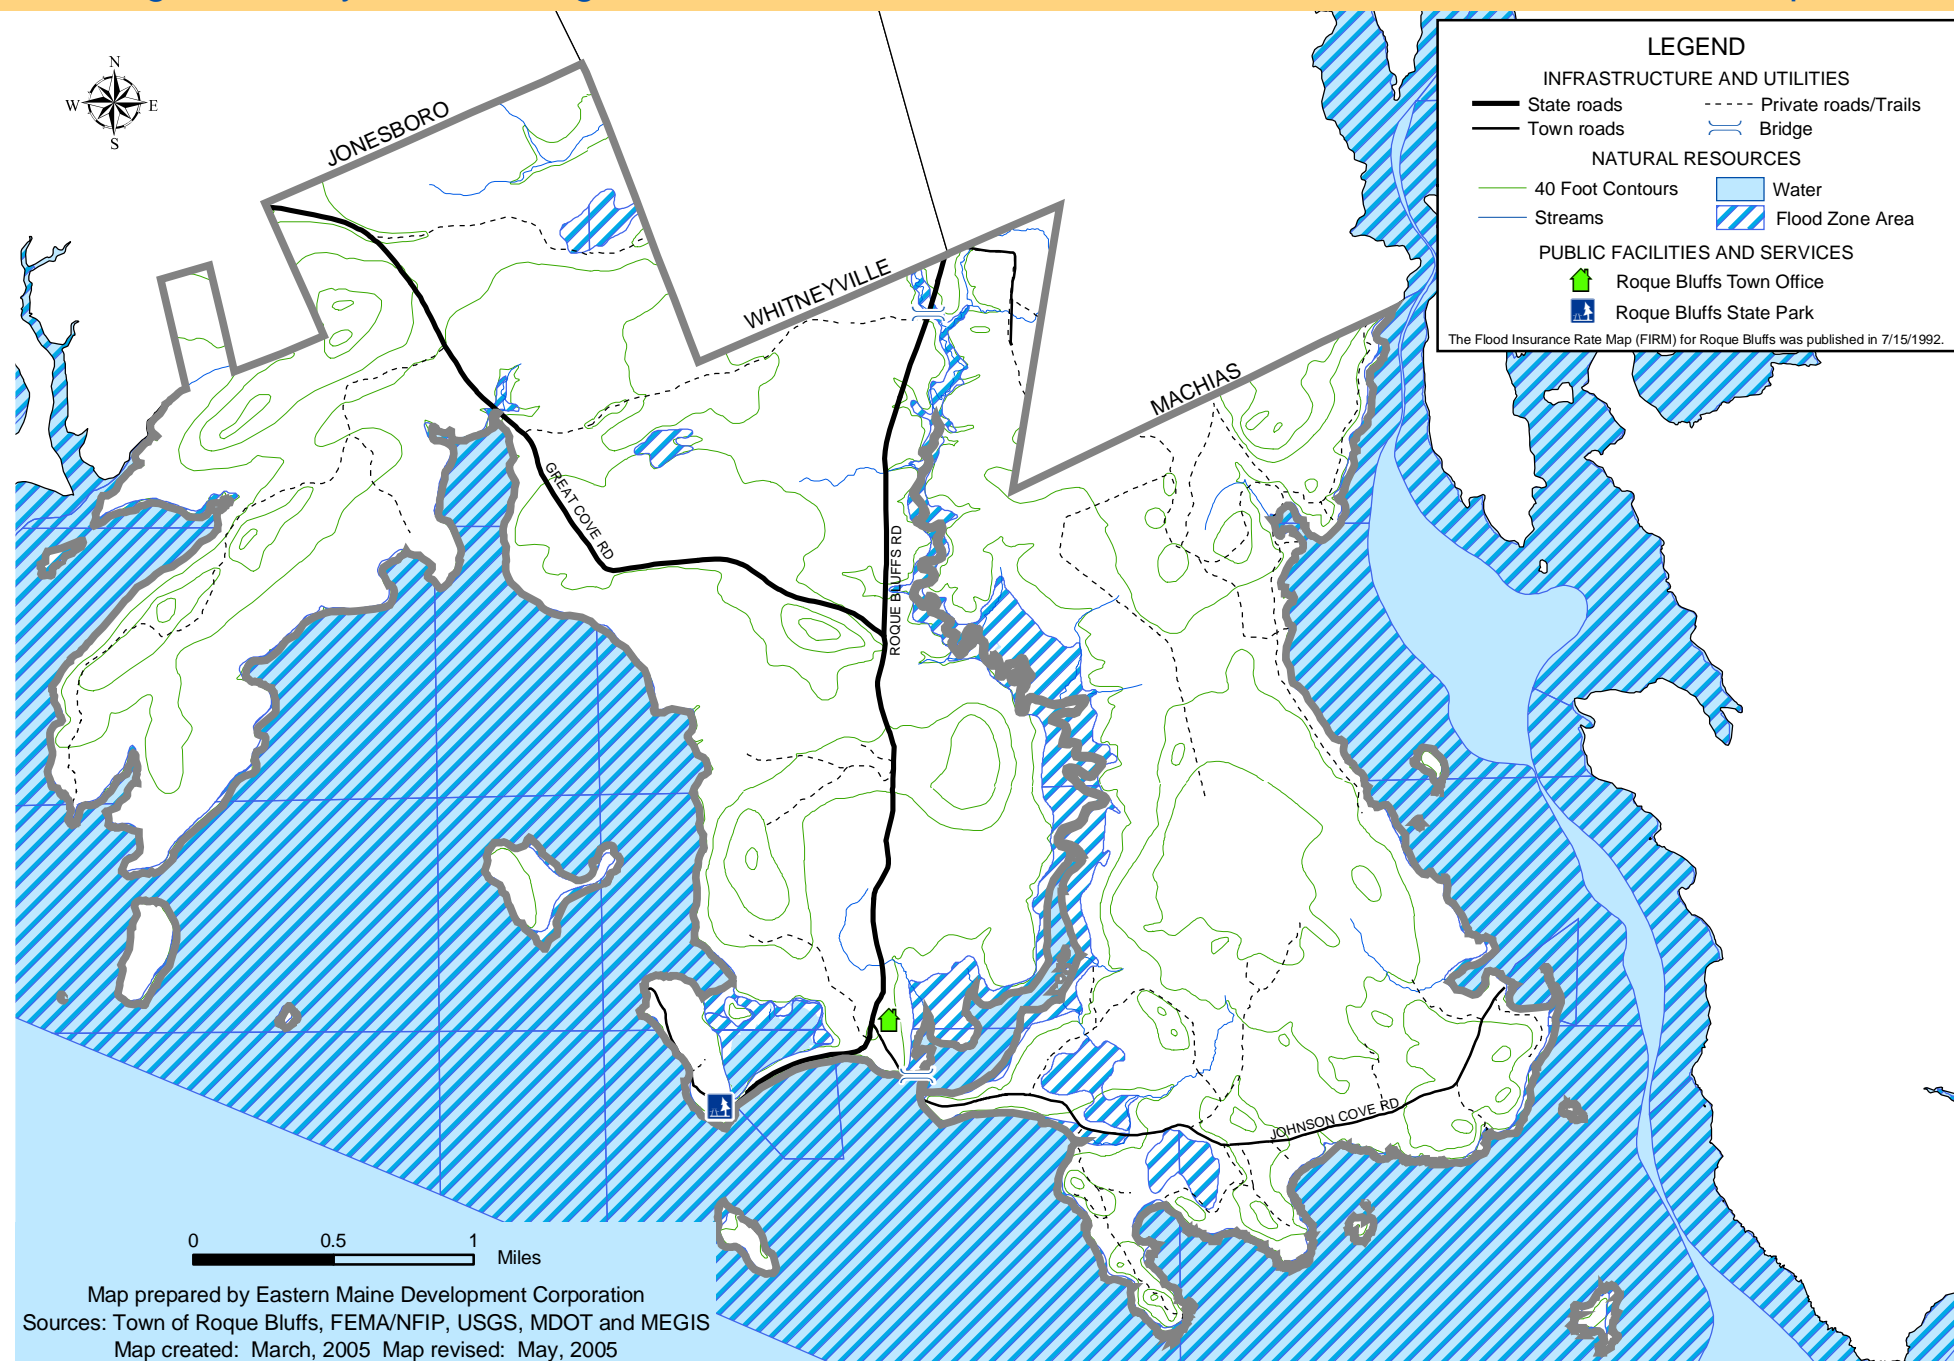 N
W E
S
JONESBORO
WHITNEYVILLE
MACHIAS
GREAT COVE RD
ROQUE BLUFFS RD
JOHNSON COVE RD
LEGEND
INFRASTRUCTURE AND UTILITIES
State roads
Private roads/Trails
Town roads
Bridge
NATURAL RESOURCES
40 Foot Contours
Water
Streams
Flood Zone Area
PUBLIC FACILITIES AND SERVICES
Roque Bluffs Town Office
Roque Bluffs State Park
The Flood Insurance Rate Map (FIRM) for Roque Bluffs was published in 7/15/1992.
0 0.5 1
Miles
Map prepared by Eastern Maine Development Corporation
Sources: Town of Roque Bluffs, FEMA/NFIP, USGS, MDOT and MEGIS
Map created: March, 2005 Map revised: May, 2005